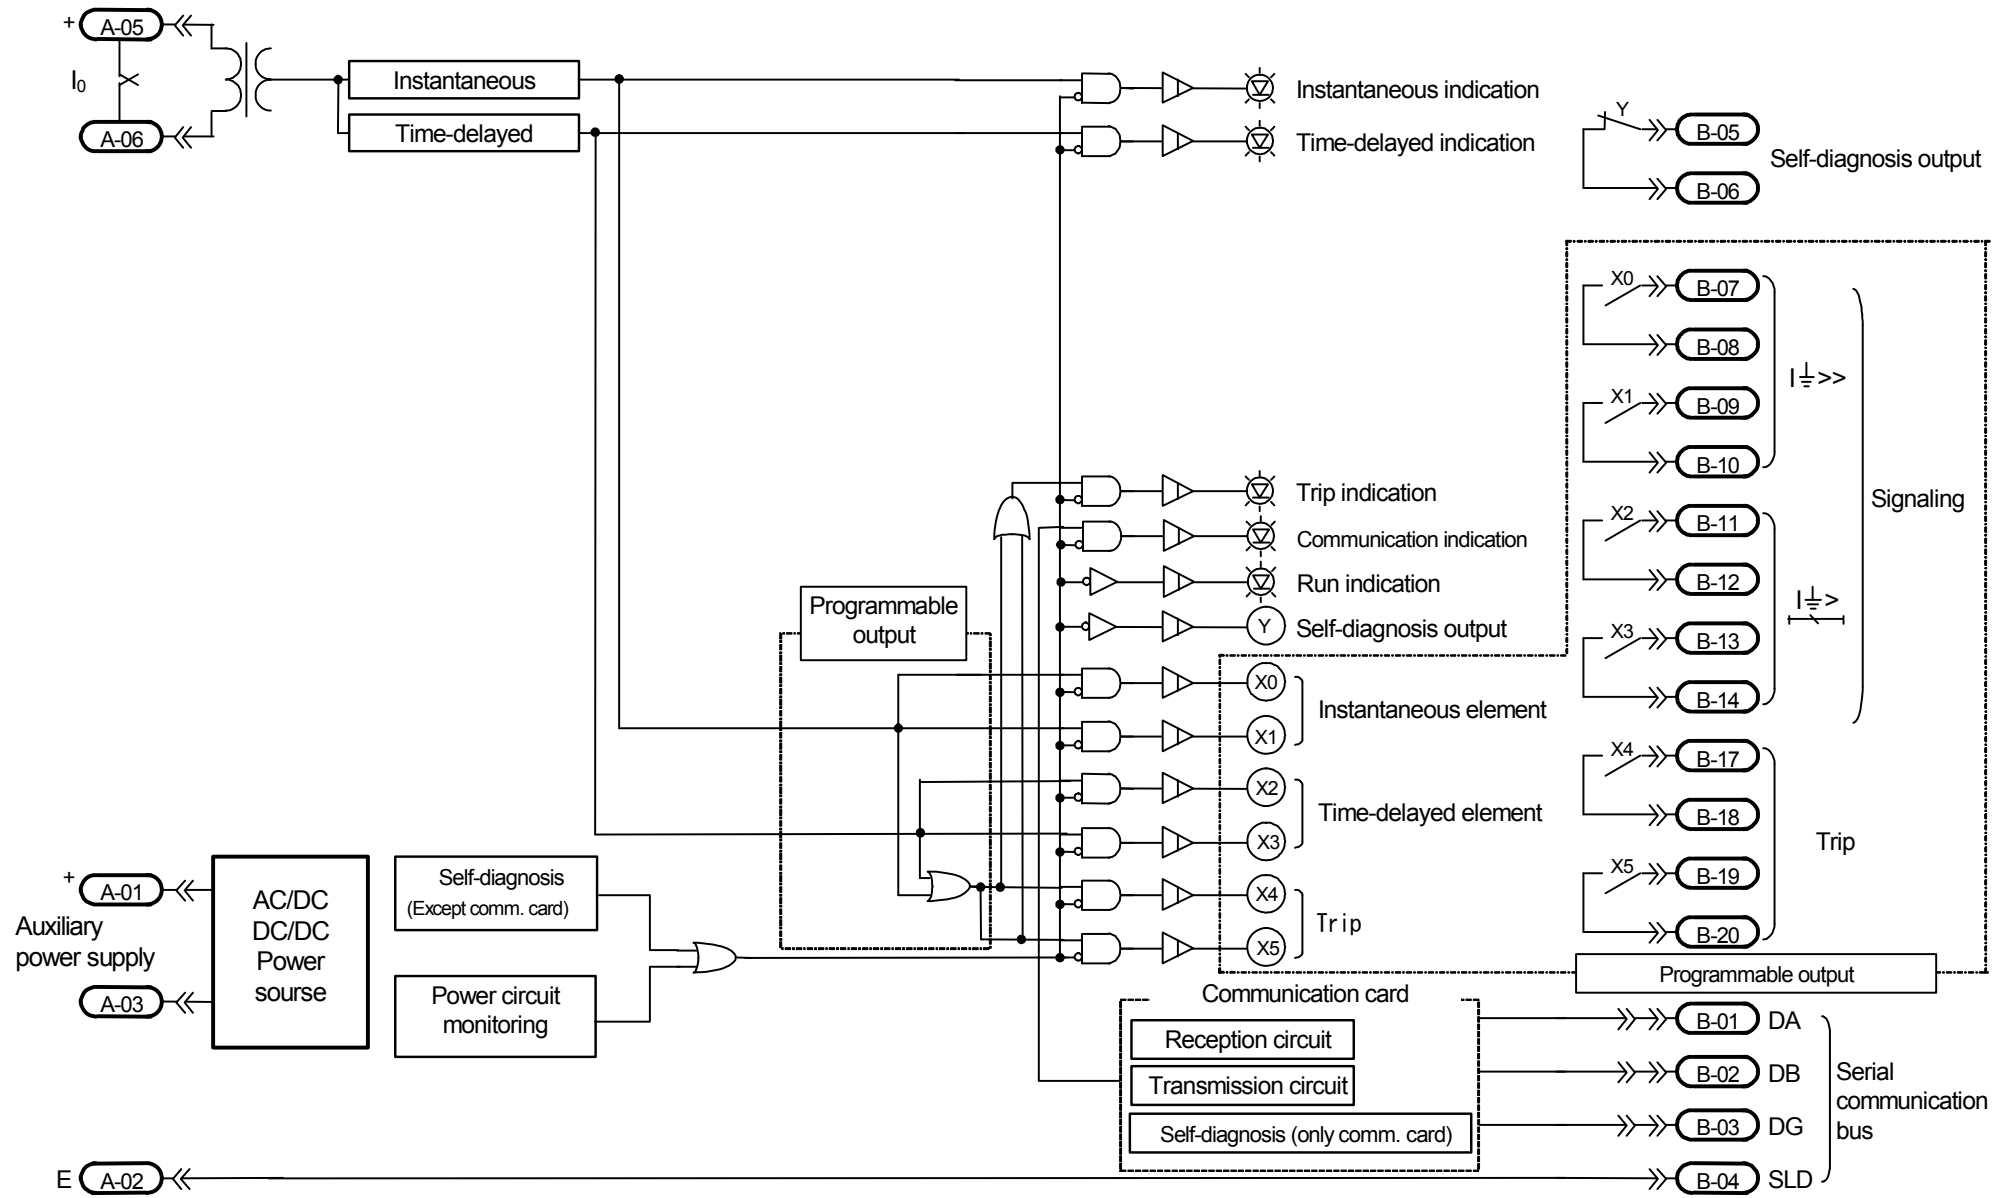 + A-05
I0
A-06
Instantaneous
Time-delayed
Instantaneous indication
Time-delayed indication
Y
B-05
Self-diagnosis output
B-06
X0
B-07
B-08
I >>
X1
B-09
B-10
Signaling
X2
B-11
B-12
I >
X3
B-13
B-14
X4
B-17
B-18
Trip
X5
B-19
B-20
Programmable output
Trip indication
Communication indication
Run indication
Y
Self-diagnosis output
Programmable
output
X0
Instantaneous element
X1
X2
Time-delayed element
X3
X4
Trip
X5
+ A-01
Auxiliary
power supply
A-03
AC/DC
DC/DC
Power
sourse
Self-diagnosis
(Except comm. card)
Power circuit
monitoring
Communication card
Reception circuit
Transmission circuit
Self-diagnosis (only comm. card)
B-01 DA
B-02 DB
B-03 DG
Serial
communication
bus
E A-02
B-04 SLD